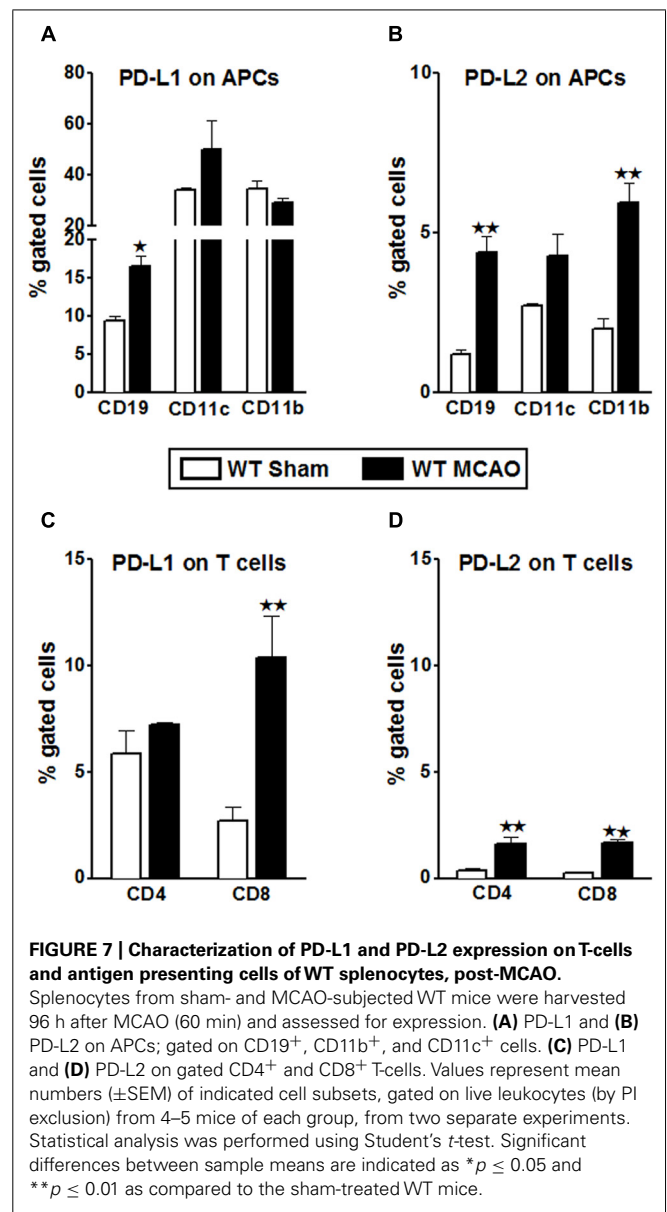 A
B
PD-L1 on APCs
PD-L2 on APCs
% gated cells
80
60
40
20
20
15
10
5
0
★
CD19 CD11c CD11b
% gated cells
10
5
0
★★
★★
CD19 CD11c CD11b
WT Sham WT MCAO
C
D
PD-L1 on T cells
PD-L2 on T cells
% gated cells
15
10
5
0
★★
CD4 CD8
% gated cells
15
10
5
0
★★
★★
CD4 CD8
FIGURE 7 | Characterization of PD-L1 and PD-L2 expression on T-cells
and antigen presenting cells of WT splenocytes, post-MCAO.
Splenocytes from sham- and MCAO-subjected WT mice were harvested
96 h after MCAO (60 min) and assessed for expression. (A) PD-L1 and (B)
PD-L2 on APCs; gated on CD19⁺, CD11b⁺, and CD11c⁺ cells. (C) PD-L1
and (D) PD-L2 on gated CD4⁺ and CD8⁺ T-cells. Values represent mean
numbers (±SEM) of indicated cell subsets, gated on live leukocytes (by PI
exclusion) from 4–5 mice of each group, from two separate experiments.
Statistical analysis was performed using Student's t-test. Significant
differences between sample means are indicated as *p ≤ 0.05 and
**p ≤ 0.01 as compared to the sham-treated WT mice.